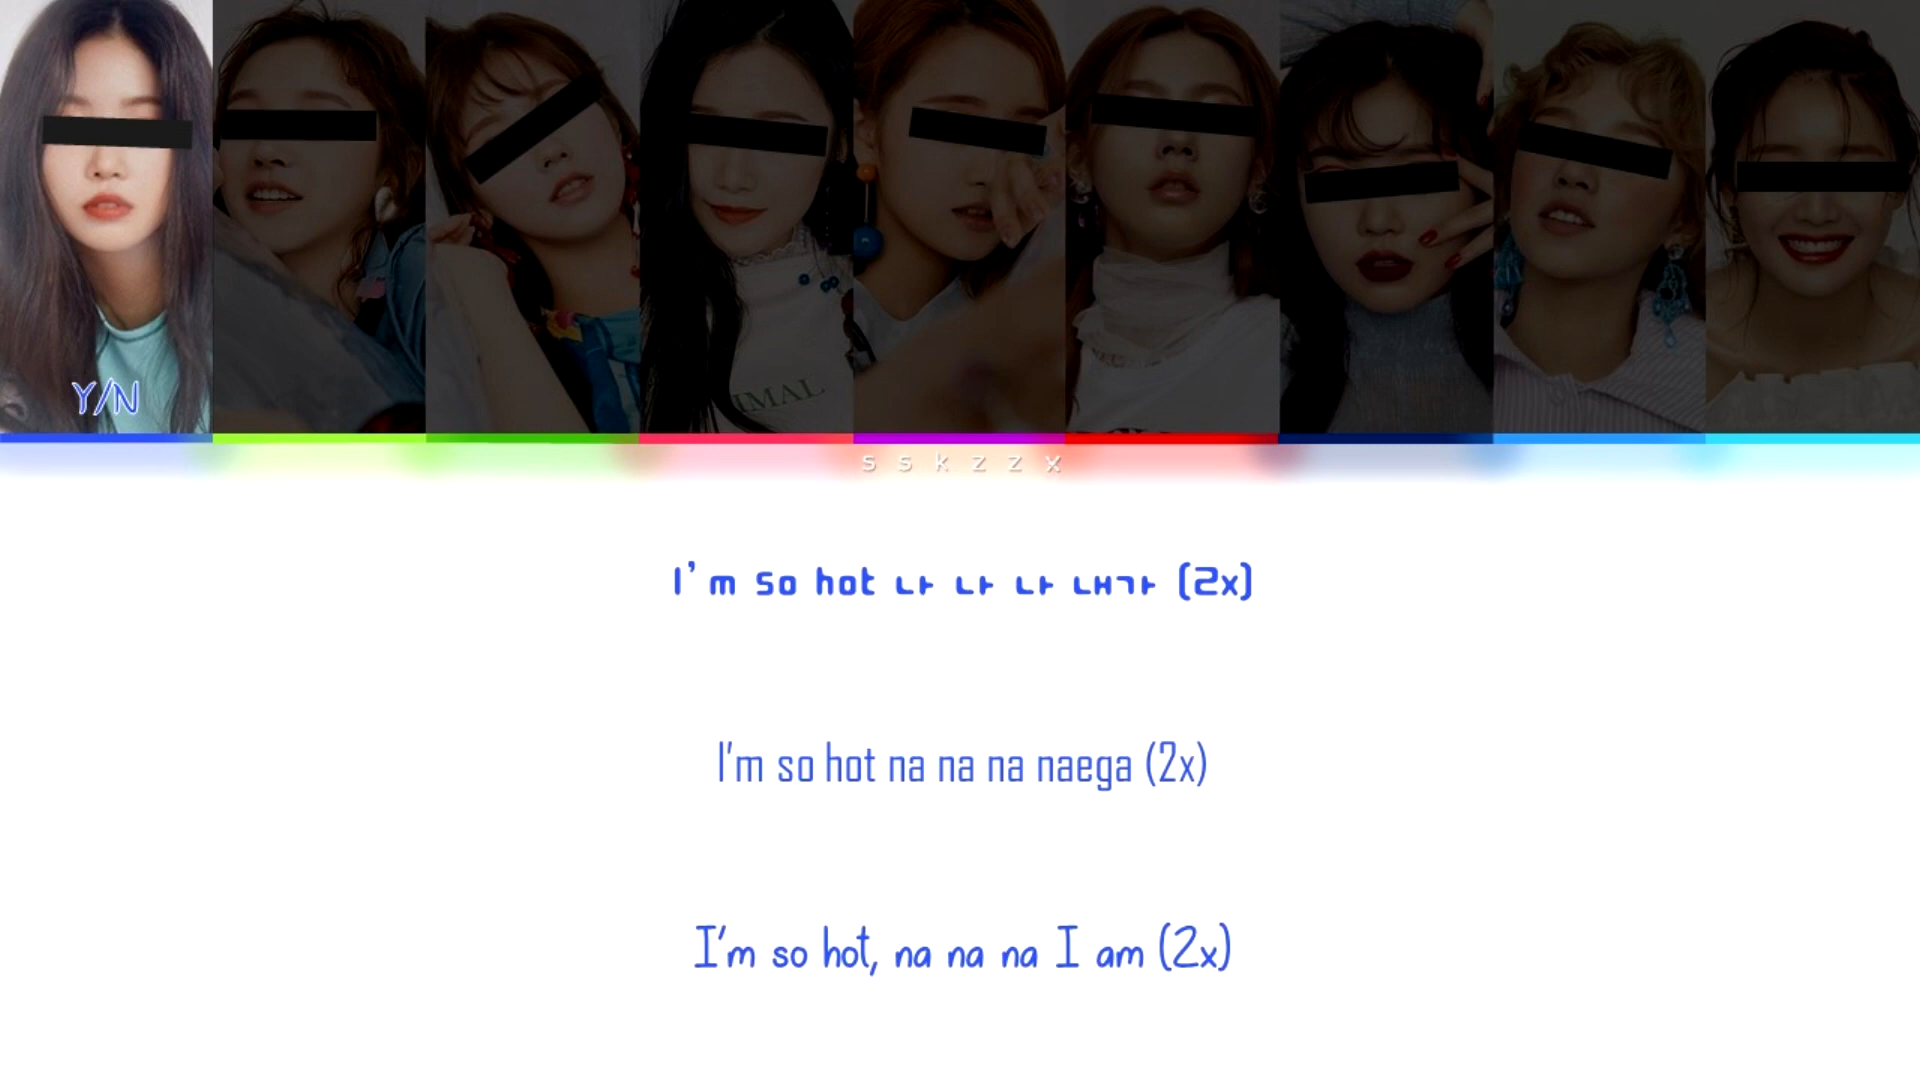 Y/N
IMAL
s s k z z x
I'm so hot 나 나 나 내가 (2x)
I'm so hot na na na naega (2x)
I'm so hot, na na na I am (2x)